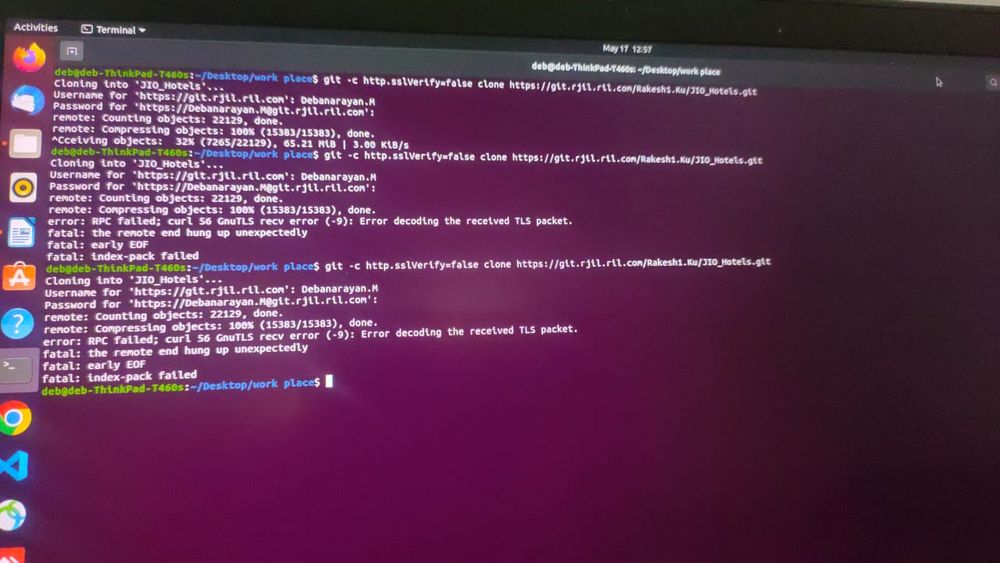 Activities
Terminal
May 17 12:57
deb@deb-ThinkPad-T460s: ~/Desktop/work place
deb@deb-ThinkPad-T460s:~/Desktop/work place$ git -c http.sslVerify=false clone https://git.rjil.ril.com/Rakesh1.Ku/JIO_Hotels.git
Cloning into 'JIO_Hotels'...
Username for 'https://git.rjil.ril.com': Debanarayan.M
Password for 'https://Debanarayan.M@git.rjil.ril.com':
remote: Counting objects: 22129, done.
remote: Compressing objects: 100% (15383/15383), done.
^Cceiving objects:  32% (7265/22129), 65.21 MiB | 3.00 KiB/s
deb@deb-ThinkPad-T460s:~/Desktop/work place$ git -c http.sslVerify=false clone https://git.rjil.ril.com/Rakesh1.Ku/JIO_Hotels.git
Cloning into 'JIO_Hotels'...
Username for 'https://git.rjil.ril.com': Debanarayan.M
Password for 'https://Debanarayan.M@git.rjil.ril.com':
remote: Counting objects: 22129, done.
remote: Compressing objects: 100% (15383/15383), done.
error: RPC failed; curl 56 GnuTLS recv error (-9): Error decoding the received TLS packet.
fatal: the remote end hung up unexpectedly
fatal: early EOF
fatal: index-pack failed
deb@deb-ThinkPad-T460s:~/Desktop/work place$ git -c http.sslVerify=false clone https://git.rjil.ril.com/Rakesh1.Ku/JIO_Hotels.git
Cloning into 'JIO_Hotels'...
Username for 'https://git.rjil.ril.com': Debanarayan.M
Password for 'https://Debanarayan.M@git.rjil.ril.com':
remote: Counting objects: 22129, done.
remote: Compressing objects: 100% (15383/15383), done.
error: RPC failed; curl 56 GnuTLS recv error (-9): Error decoding the received TLS packet.
fatal: the remote end hung up unexpectedly
fatal: early EOF
fatal: index-pack failed
deb@deb-ThinkPad-T460s:~/Desktop/work place$